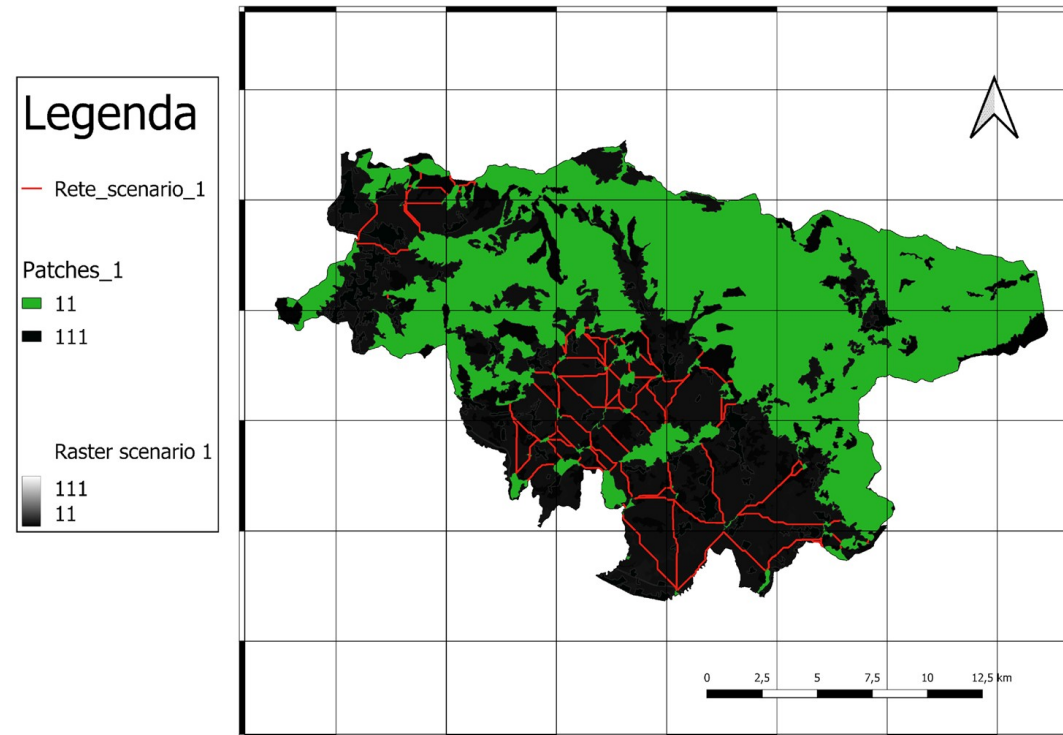 Legenda
Rete_scenario_1
Patches_1
11
111
Raster scenario 1
111
11
0 2,5 5 7,5 10 12,5 km